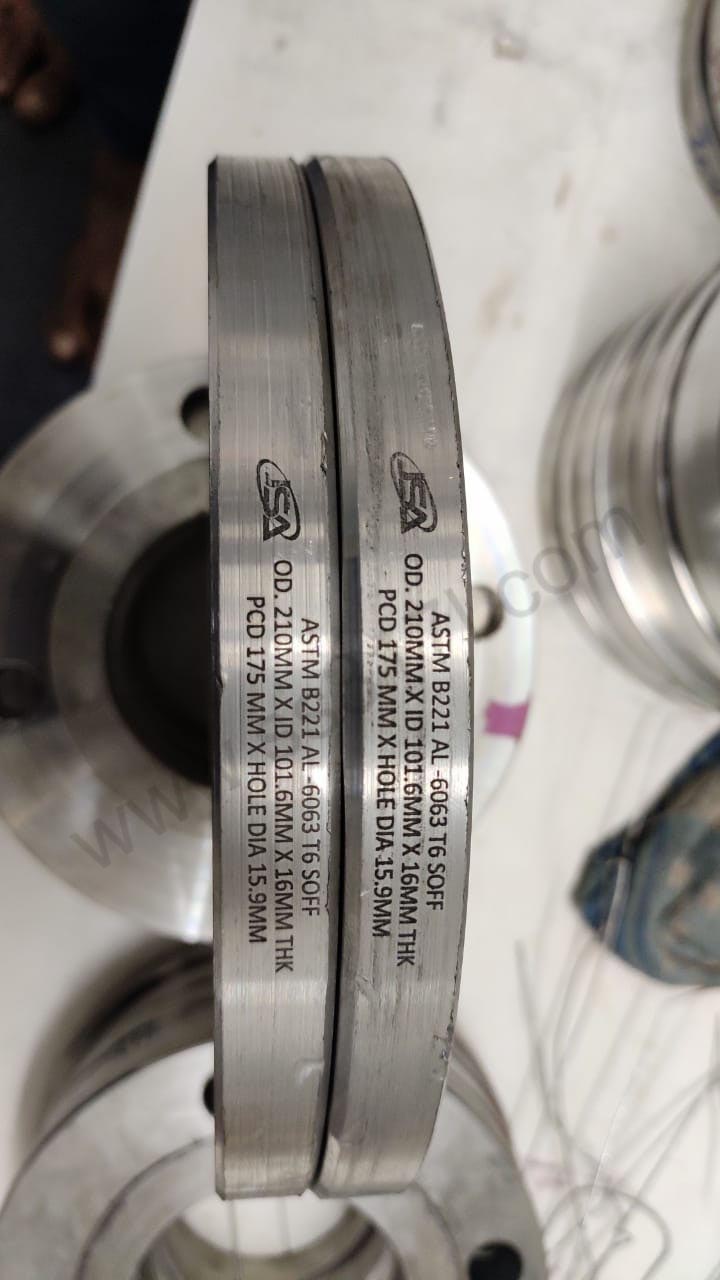 JSA
ASTM B221 AL -6063 T6 SOFF
OD. 210MM X ID 101.6MM X 16MM THK
PCD 175 MM X HOLE DIA 15.9MM
JSA
ASTM B221 AL -6063 T6 SOFF
OD. 210MM X ID 101.6MM X 16MM THK
PCD 175 MM X HOLE DIA 15.9MM